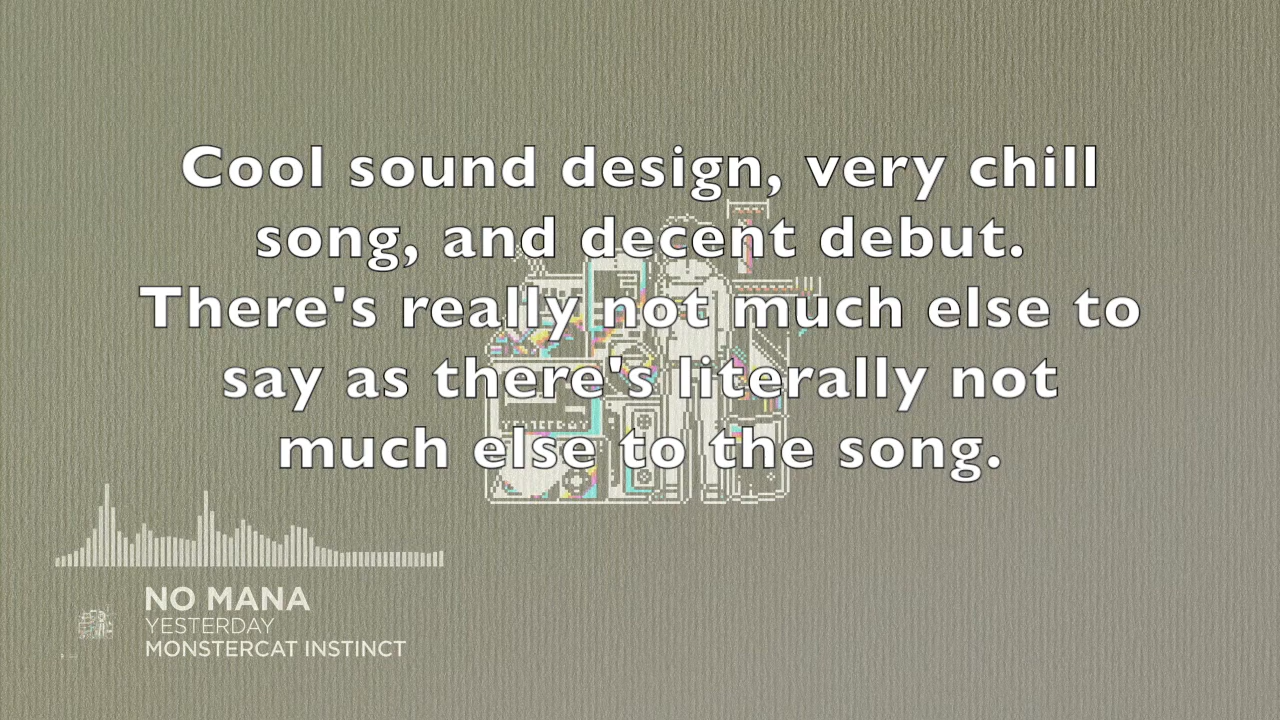 Cool sound design, very chill
song, and decent debut.
There's really not much else to
say as there's literally not
much else to the song.
YESTERDAY
NO MANA
YESTERDAY
MONSTERCAT INSTINCT